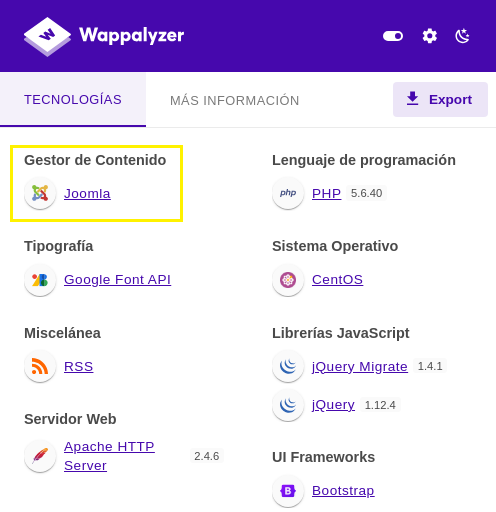 Wappalyzer
TECNOLOGÍAS
MÁS INFORMACIÓN
Export
Gestor de Contenido
Joomla
Tipografía
Google Font API
Miscelánea
RSS
Servidor Web
Apache HTTP
Server
2.4.6
Lenguaje de programación
php
PHP
5.6.40
Sistema Operativo
CentOS
Librerías JavaScript
jQuery Migrate
1.4.1
jQuery
1.12.4
UI Frameworks
B
Bootstrap